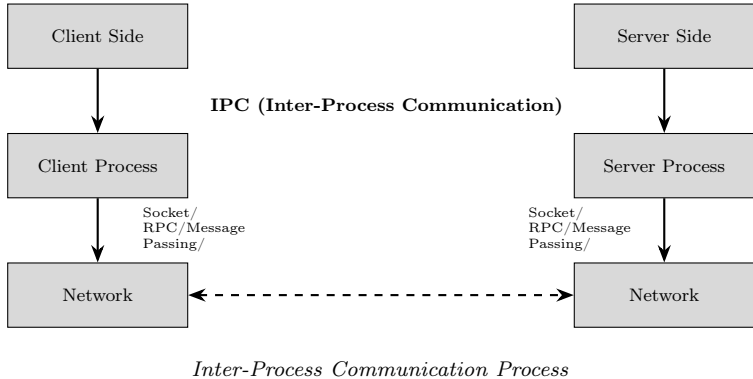 Client Side
Server Side
IPC (Inter-Process Communication)
Client Process
Server Process
Socket/
RPC/Message
Passing/
Socket/
RPC/Message
Passing/
Network
Network
Inter-Process Communication Process